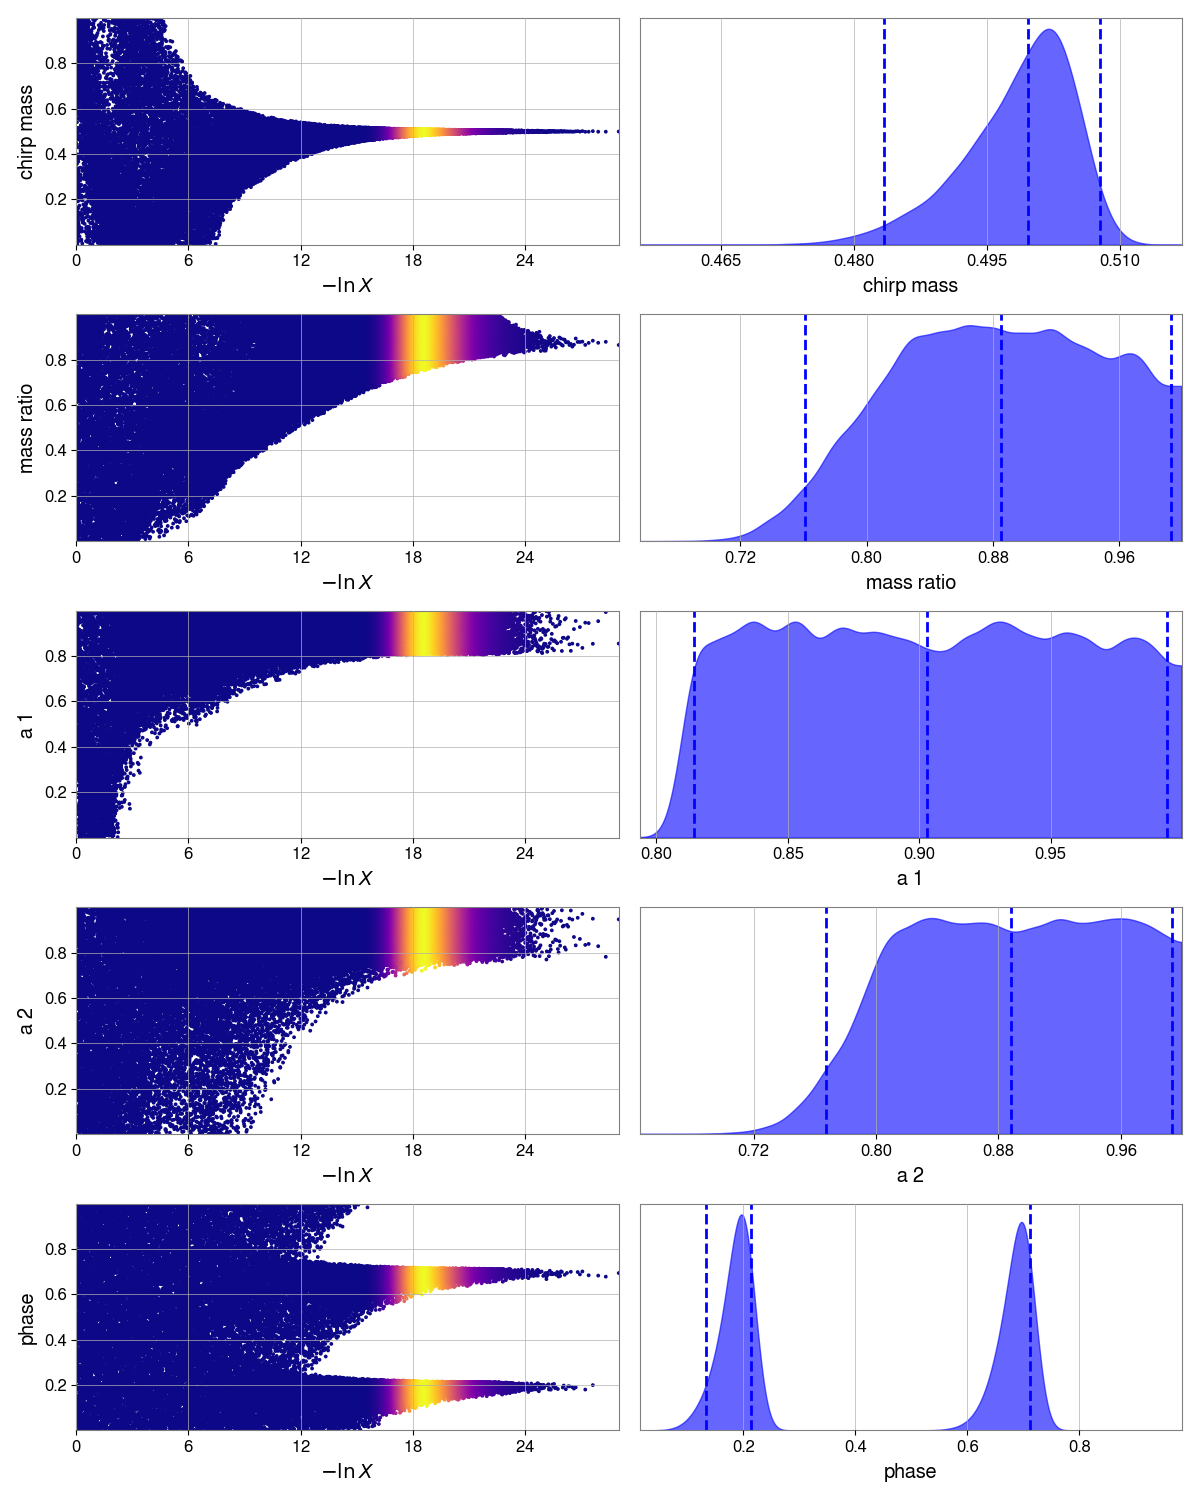 chirp mass
0.8
0.6
0.4
0.2
0 6 12 18 24
−ln X
0.465 0.480 0.495 0.510
chirp mass
mass ratio
0.8
0.6
0.4
0.2
0 6 12 18 24
−ln X
0.72 0.80 0.88 0.96
mass ratio
a 1
0.8
0.6
0.4
0.2
0 6 12 18 24
−ln X
0.80 0.85 0.90 0.95
a 1
a 2
0.8
0.6
0.4
0.2
0 6 12 18 24
−ln X
0.72 0.80 0.88 0.96
a 2
phase
0.8
0.6
0.4
0.2
0 6 12 18 24
−ln X
0.2 0.4 0.6 0.8
phase